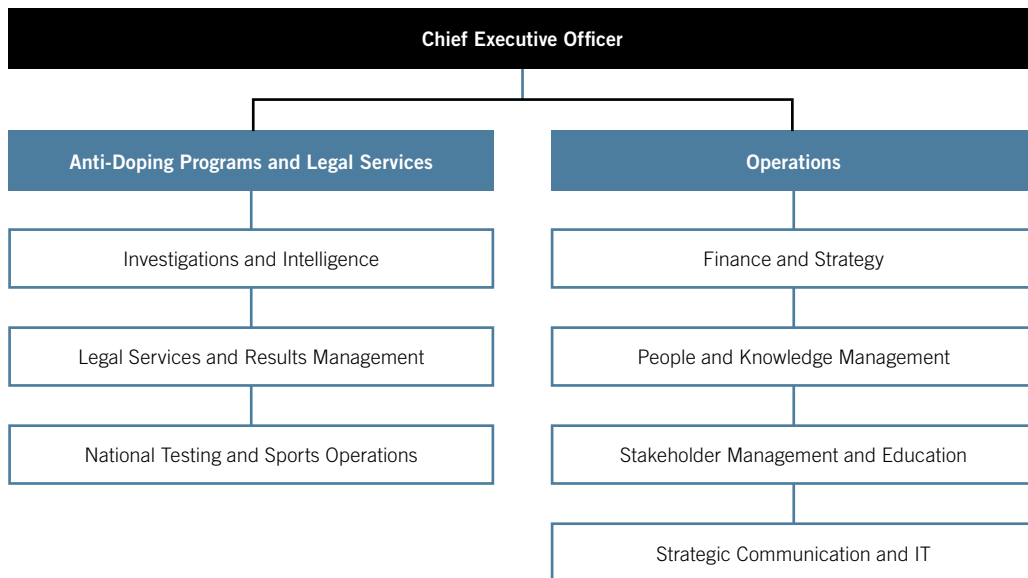 Chief Executive Officer
Anti-Doping Programs and Legal Services
Operations
Investigations and Intelligence
Finance and Strategy
Legal Services and Results Management
People and Knowledge Management
National Testing and Sports Operations
Stakeholder Management and Education
Strategic Communication and IT